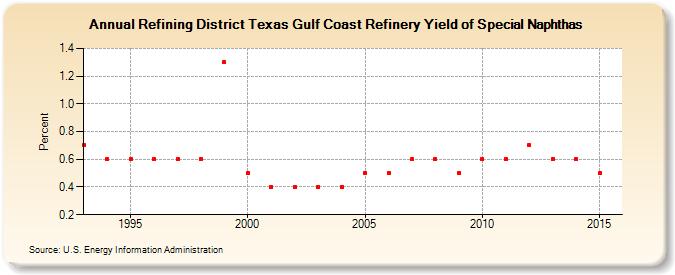 Annual Refining District Texas Gulf Coast Refinery Yield of Special Naphthas
Percent
1.4
1.2
1.0
0.8
0.6
0.4
0.2
1995 2000 2005 2010 2015
Source: U.S. Energy Information Administration